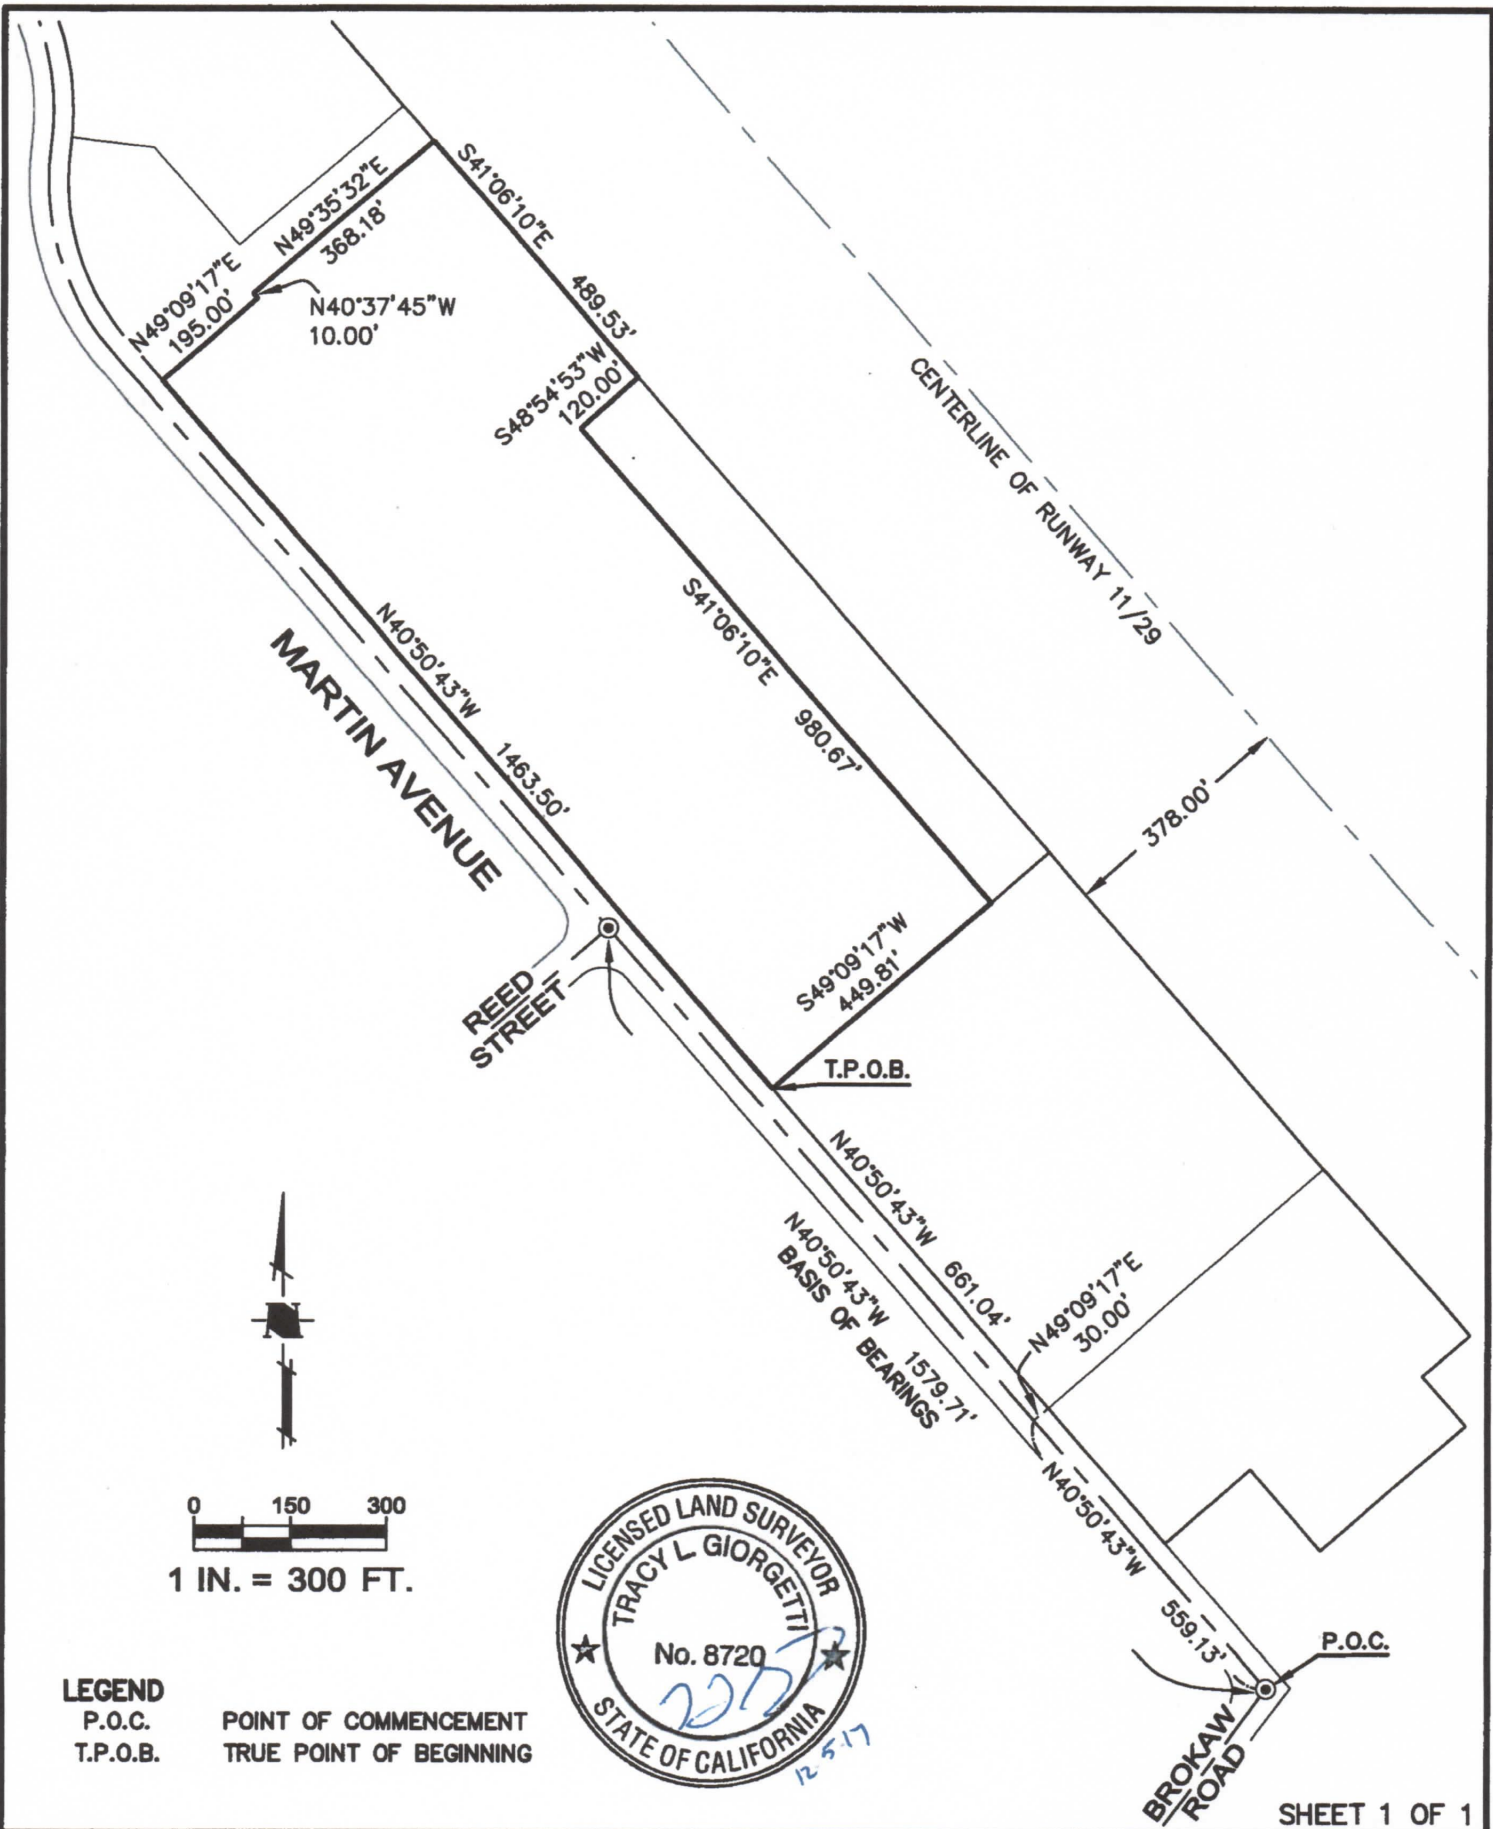 S41°06'10"E
489.53'
N49°35'32"E
368.18'
N49°09'17"E
195.00'
N40°37'45"W
10.00'
S48°54'53"W
120.00'
CENTERLINE OF RUNWAY 11/29
S41°06'10"E
980.67'
N40°50'43"W
1463.50'
MARTIN AVENUE
378.00'
S49°09'17"W
449.81'
REED
STREET
T.P.O.B.
N40°50'43"W
661.04'
N40°50'43"W
1579.71'
BASIS OF BEARINGS
N49°09'17"E
30.00'
N40°50'43"W
559.13'
P.O.C.
BROKAW
ROAD
N
0 150 300
1 IN. = 300 FT.
LICENSED LAND SURVEYOR
TRACY L. GIORGETTI
No. 8720
STATE OF CALIFORNIA
12-5-17
LEGEND
P.O.C. POINT OF COMMENCEMENT
T.P.O.B. TRUE POINT OF BEGINNING
SHEET 1 OF 1